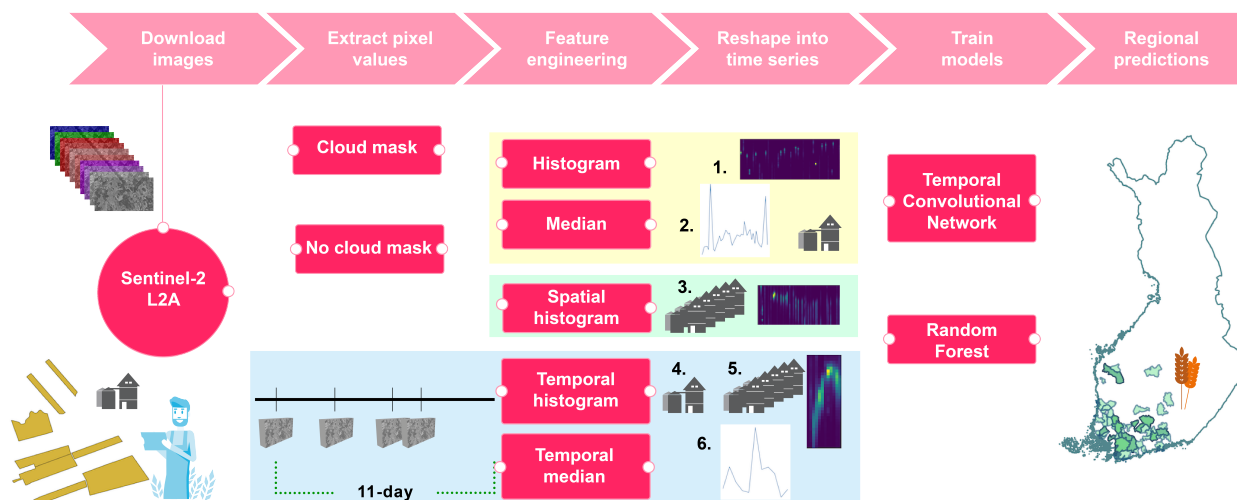 Download
images
Extract pixel
values
Feature
engineering
Reshape into
time series
Train
models
Regional
predictions
Cloud mask
No cloud mask
Sentinel-2
L2A
Histogram
1.
Median
2.
Spatial
histogram
3.
Temporal
histogram
4.
5.
Temporal
median
6.
11-day
Temporal
Convolutional
Network
Random
Forest